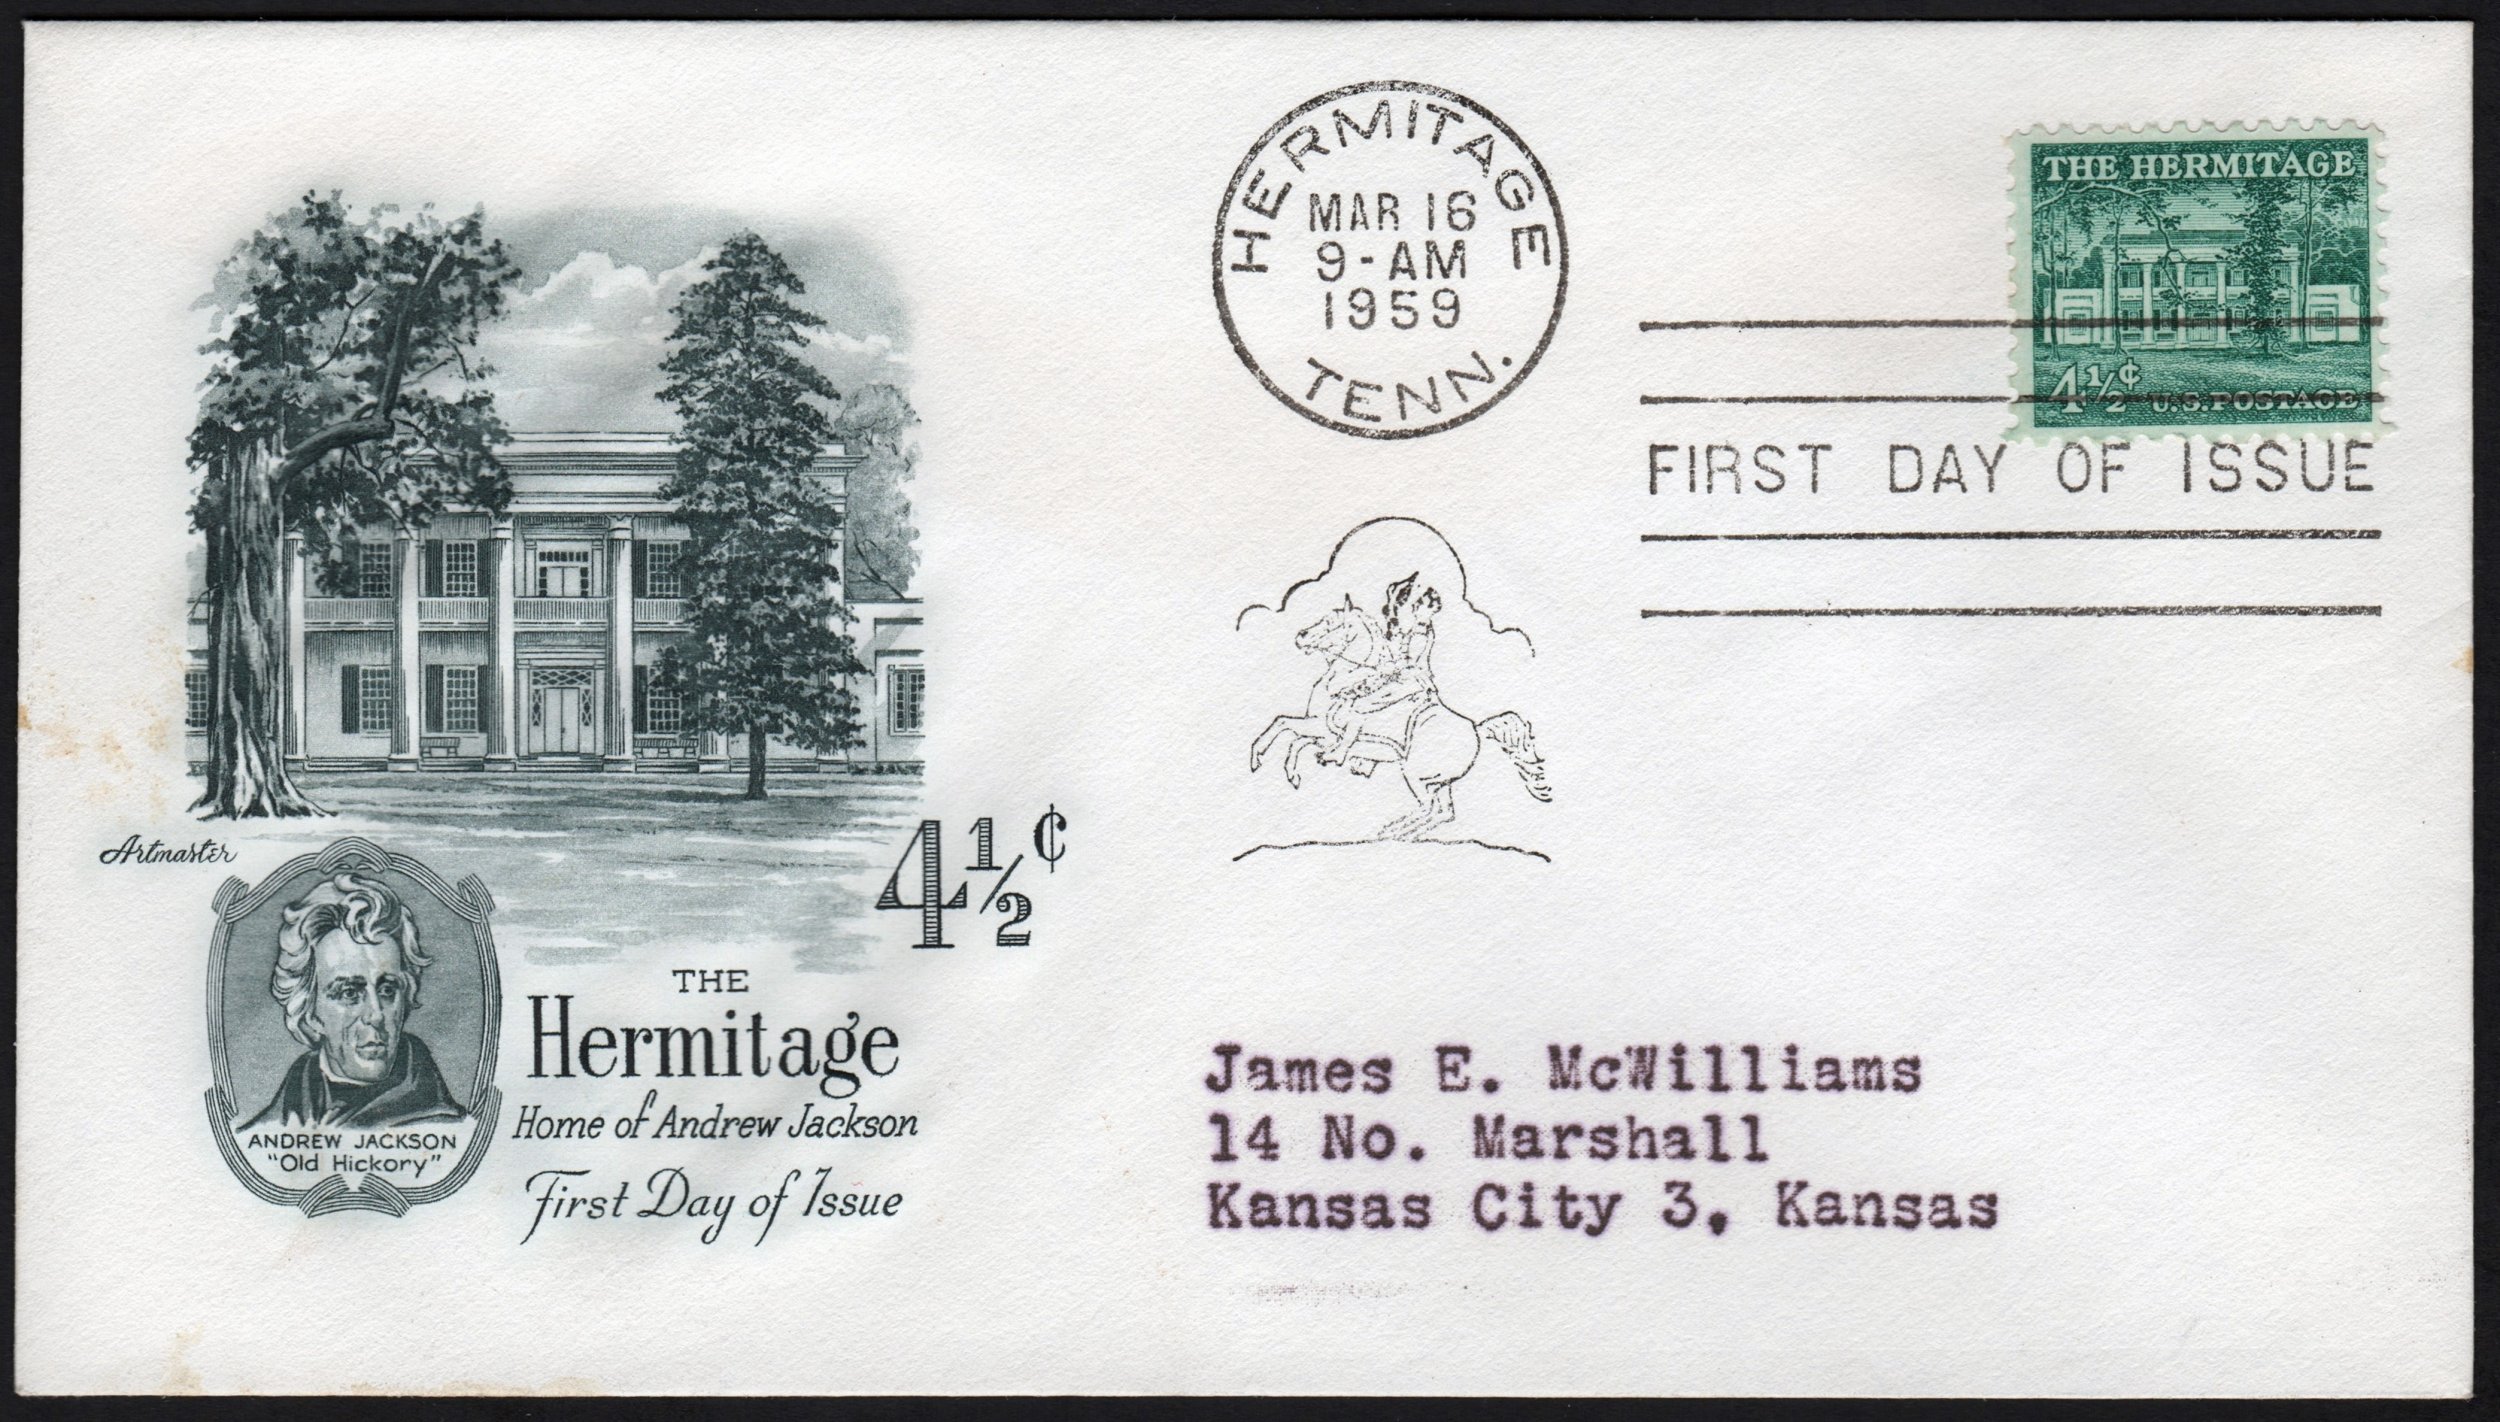 HERMITAGE
MAR 16
9-AM
1959
TENN.
THE HERMITAGE
4½¢ U.S. POSTAGE
FIRST DAY OF ISSUE
Artmaster
4½¢
ANDREW JACKSON
"Old Hickory"
THE
Hermitage
Home of Andrew Jackson
First Day of Issue
James E. McWilliams
14 No. Marshall
Kansas City 3, Kansas